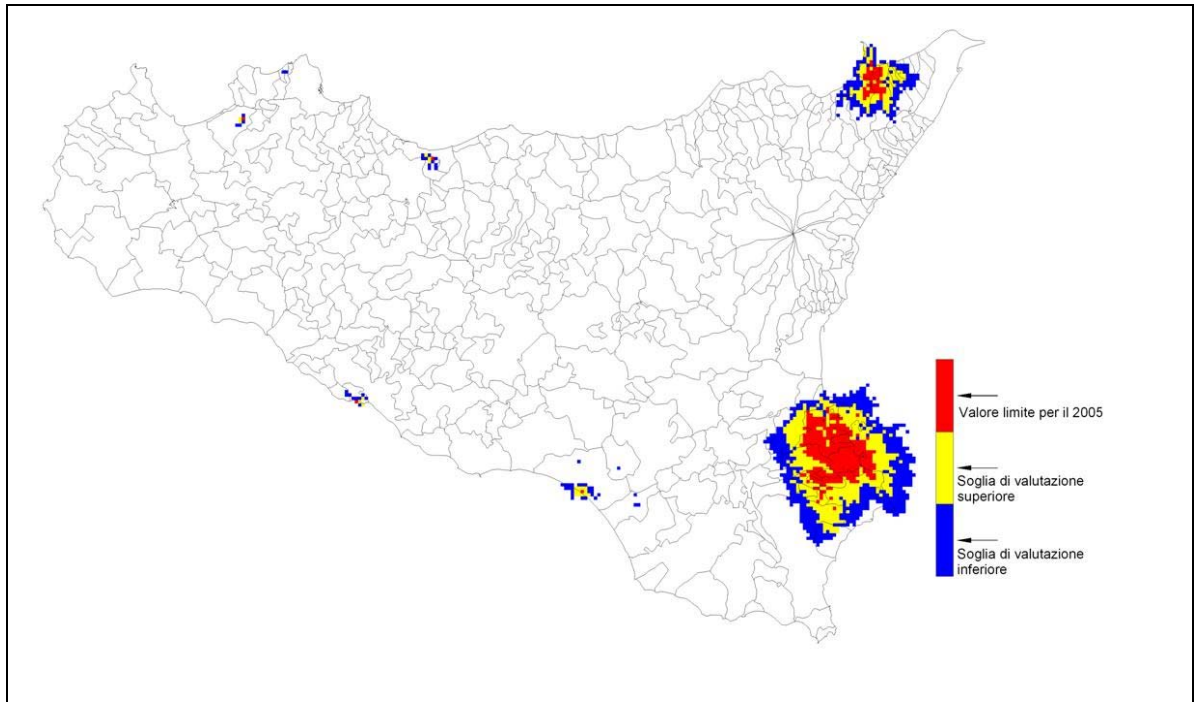 Valore limite per il 2005
Soglia di valutazione
superiore
Soglia di valutazione
inferiore